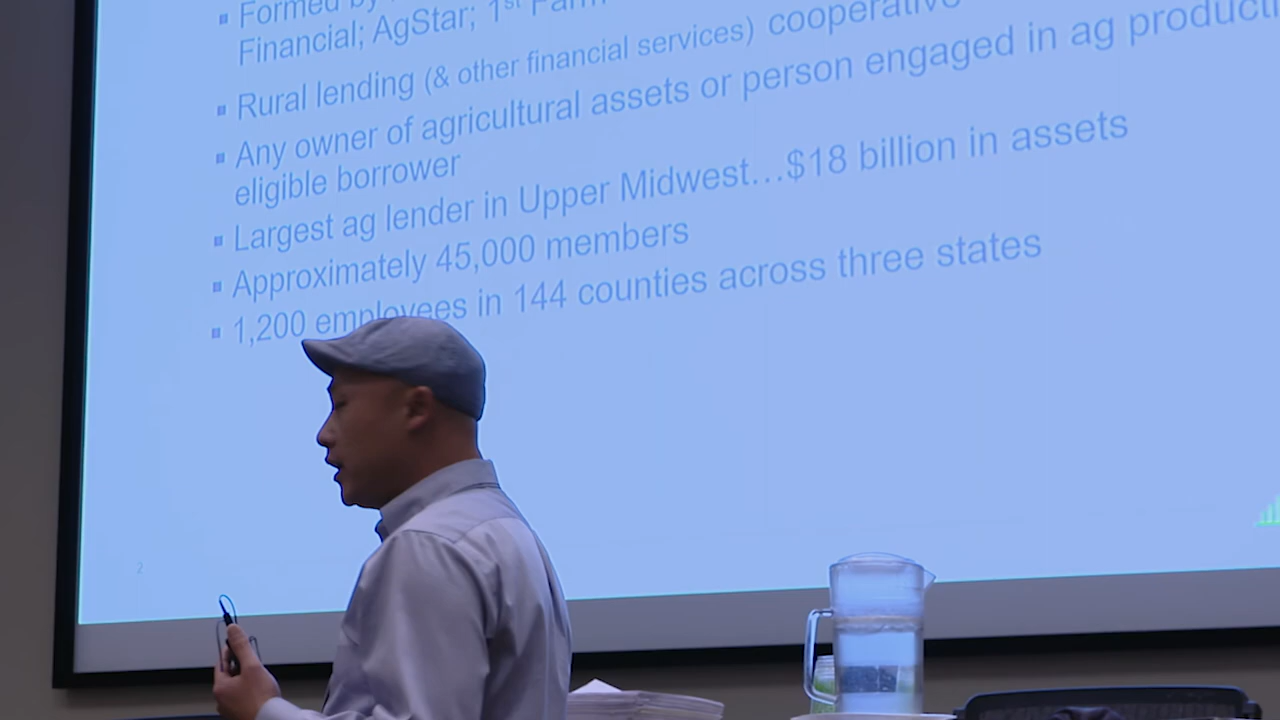 Formed by
Financial; AgStar; 1st Farm
Rural lending (& other financial services) cooperative
Any owner of agricultural assets or person engaged in ag producti
eligible borrower
Largest ag lender in Upper Midwest…$18 billion in assets
Approximately 45,000 members
1,200 employees in 144 counties across three states
2